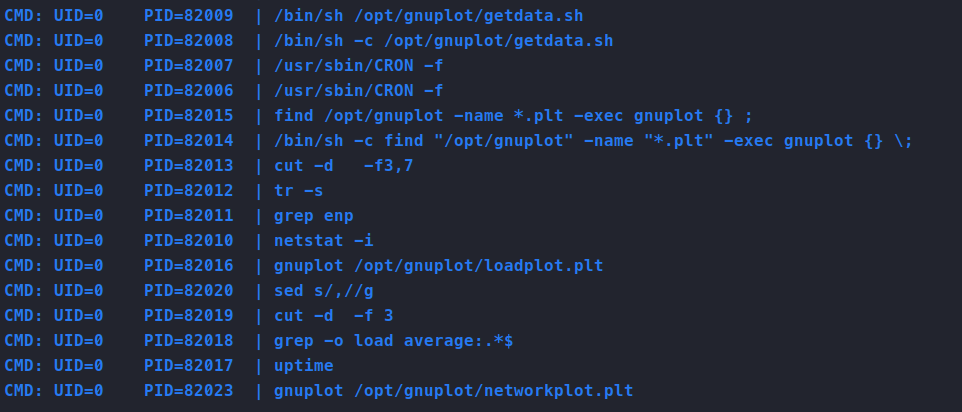 CMD: UID=0    PID=82009  | /bin/sh /opt/gnuplot/getdata.sh
CMD: UID=0    PID=82008  | /bin/sh -c /opt/gnuplot/getdata.sh
CMD: UID=0    PID=82007  | /usr/sbin/CRON -f
CMD: UID=0    PID=82006  | /usr/sbin/CRON -f
CMD: UID=0    PID=82015  | find /opt/gnuplot -name *.plt -exec gnuplot {} ;
CMD: UID=0    PID=82014  | /bin/sh -c find "/opt/gnuplot" -name "*.plt" -exec gnuplot {} \;
CMD: UID=0    PID=82013  | cut -d   -f3,7
CMD: UID=0    PID=82012  | tr -s
CMD: UID=0    PID=82011  | grep enp
CMD: UID=0    PID=82010  | netstat -i
CMD: UID=0    PID=82016  | gnuplot /opt/gnuplot/loadplot.plt
CMD: UID=0    PID=82020  | sed s/,//g
CMD: UID=0    PID=82019  | cut -d  -f 3
CMD: UID=0    PID=82018  | grep -o load average:.*$
CMD: UID=0    PID=82017  | uptime
CMD: UID=0    PID=82023  | gnuplot /opt/gnuplot/networkplot.plt